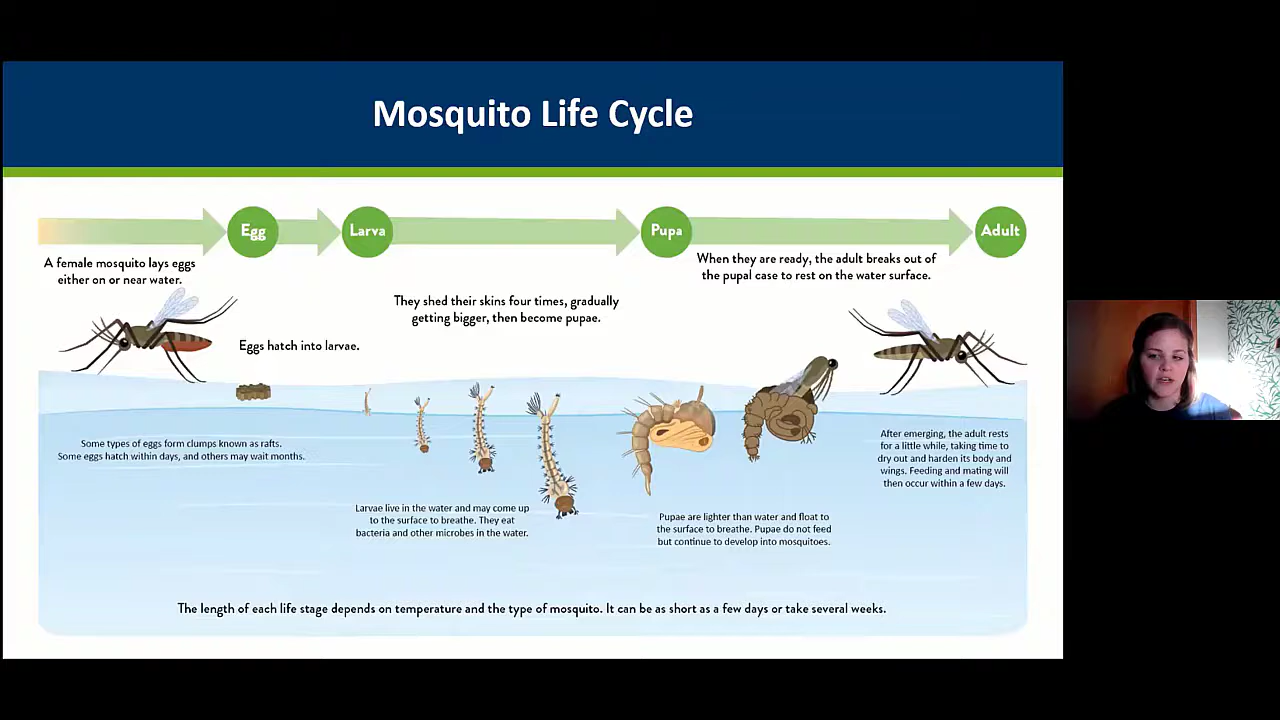 Mosquito Life Cycle
Egg
Larva
Pupa
Adult
A female mosquito lays eggs
either on or near water.
Eggs hatch into larvae.
They shed their skins four times, gradually
getting bigger, then become pupae.
When they are ready, the adult breaks out of
the pupal case to rest on the water surface.
Some types of eggs form clumps known as rafts.
Some eggs hatch within days, and others may wait months.
Larvae live in the water and may come up
to the surface to breathe. They eat
bacteria and other microbes in the water.
Pupae are lighter than water and float to
the surface to breathe. Pupae do not feed
but continue to develop into mosquitoes.
After emerging, the adult rests
for a little while, taking time to
dry out and harden its body and
wings. Feeding and mating will
then occur within a few days.
The length of each life stage depends on temperature and the type of mosquito. It can be as short as a few days or take several weeks.